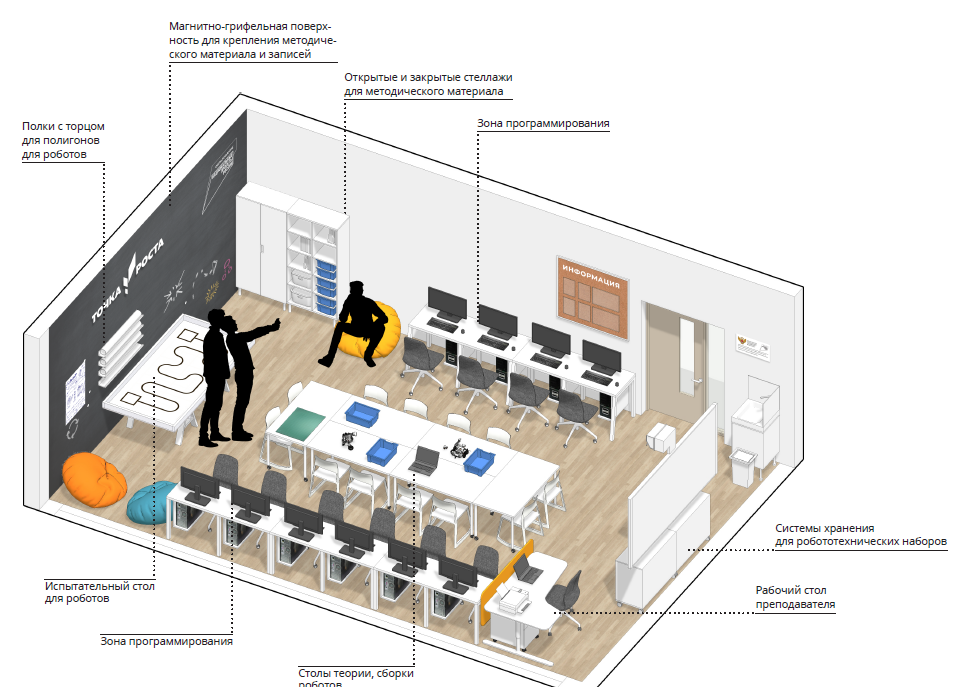 Магнитно-грифельная поверх-
ность для крепления методиче-
ского материала и записей
Открытые и закрытые стеллажи
для методического материала
Зона программирования
Полки с торцом
для полигонов
для роботов
ТОЧКА РОСТА
ИНФОРМАЦИЯ
Системы хранения
для робототехнических наборов
Испытательный стол
для роботов
Рабочий стол
преподавателя
Зона программирования
Столы теории, сборки
роботов